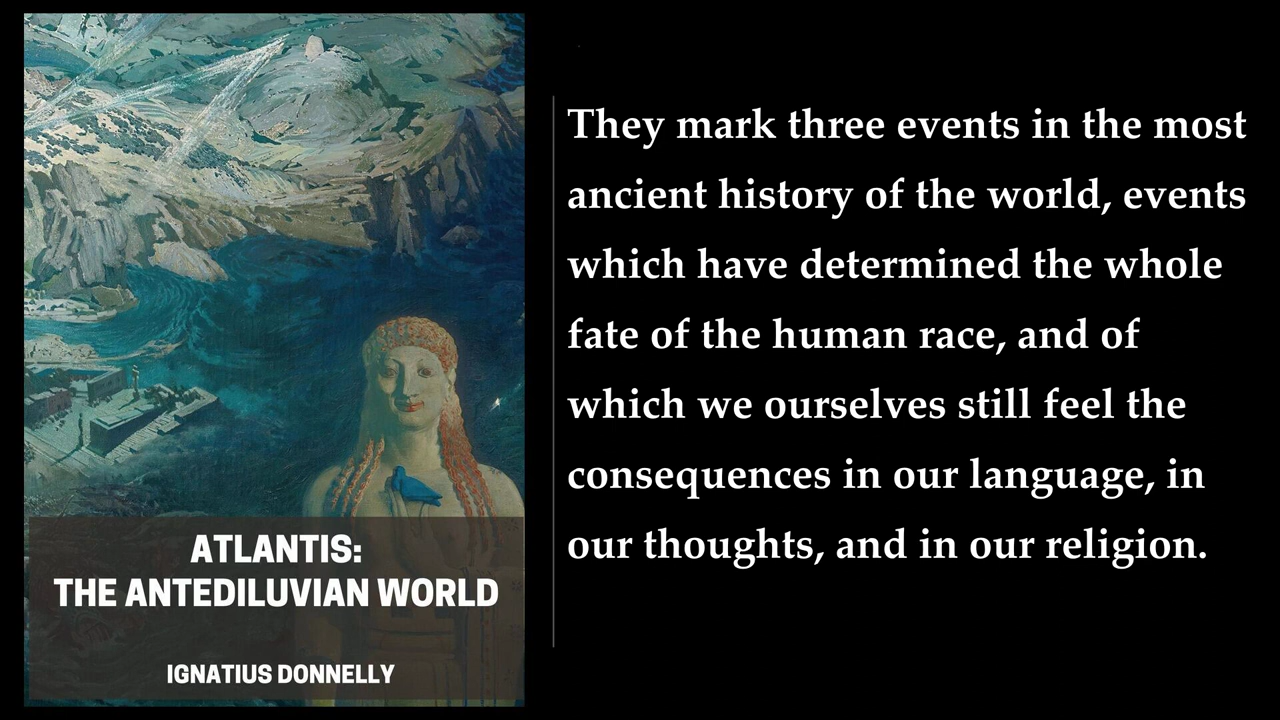 ATLANTIS:
THE ANTEDILUVIAN WORLD
IGNATIUS DONNELLY
They mark three events in the most
ancient history of the world, events
which have determined the whole
fate of the human race, and of
which we ourselves still feel the
consequences in our language, in
our thoughts, and in our religion.